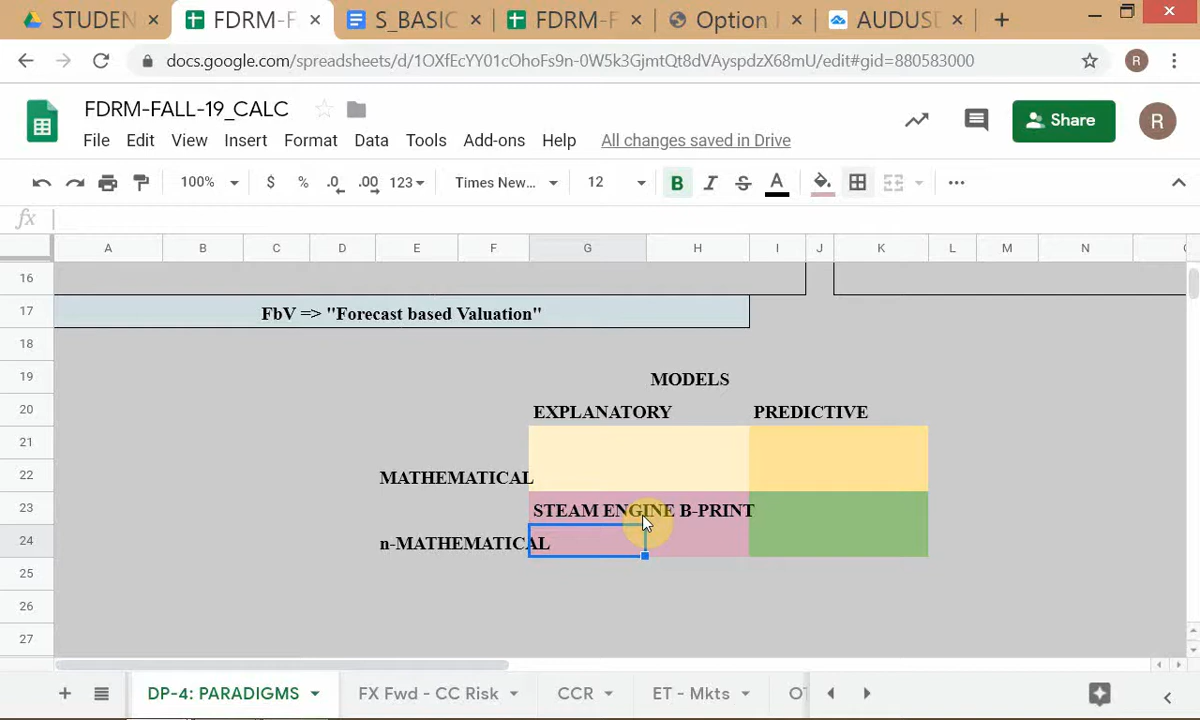 STUDEN
FDRM-F
S_BASIC
FDRM-F
Option
AUDUST
docs.google.com/spreadsheets/d/1OXfEcYY01cOhoFs9n-0W5k3GjmtQt8dVAyspdzX68mU/edit#gid=880583000
R
FDRM-FALL-19_CALC
File Edit View Insert Format Data Tools Add-ons Help All changes saved in Drive
Share
R
100% $ % .0 .00 123 Times New... 12 B I S A
fx
A B C D E F G H I J K L M N
16
17 FbV => "Forecast based Valuation"
18
19 MODELS
20 EXPLANATORY PREDICTIVE
21
22 MATHEMATICAL
23 STEAM ENGINE B-PRINT
24 n-MATHEMATICAL
25
26
27
DP-4: PARADIGMS FX Fwd - CC Risk CCR ET - Mkts